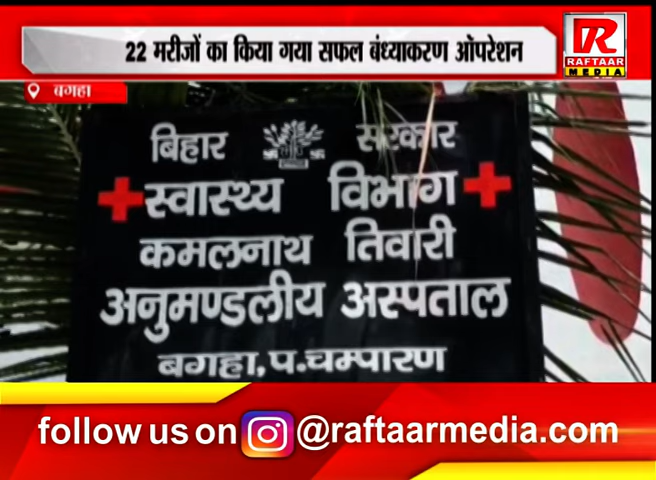 22 मरीजों का किया गया सफल बंध्याकरण ऑपरेशन
R
RAFTAAR
MEDIA
बगहा
बिहार सरकार
स्वास्थ्य विभाग
कमलनाथ तिवारी
अनुमण्डलीय अस्पताल
बगहा, प. चम्पारण
follow us on @raftaarmedia.com